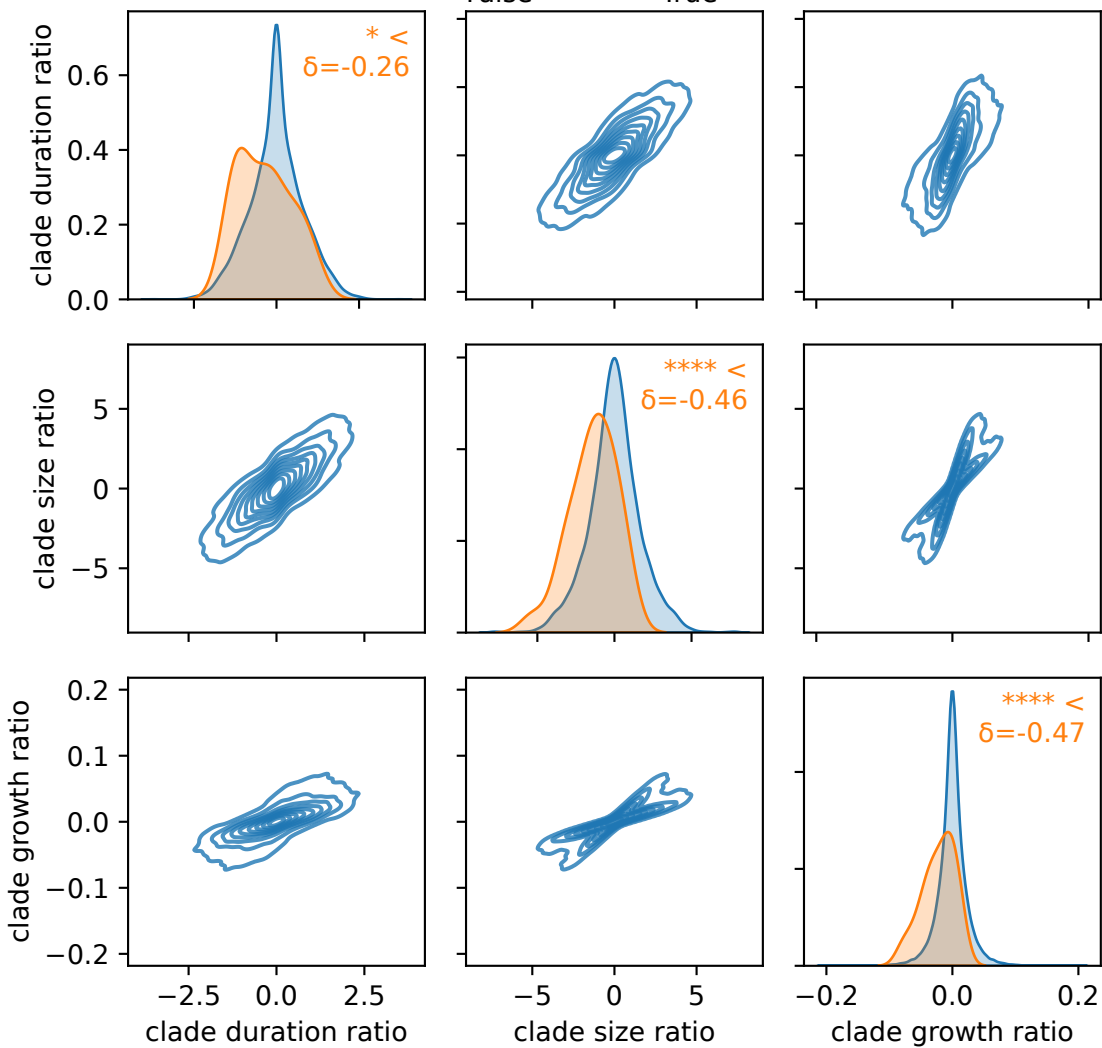 clade duration ratio
0.6
0.4
0.2
0.0
* <
δ=-0.26
clade size ratio
5
0
−5
**** <
δ=-0.46
clade growth ratio
0.2
0.1
0.0
−0.1
−0.2
**** <
δ=-0.47
−2.5 0.0 2.5
−5 0 5
−0.2 0.0 0.2
clade duration ratio
clade size ratio
clade growth ratio